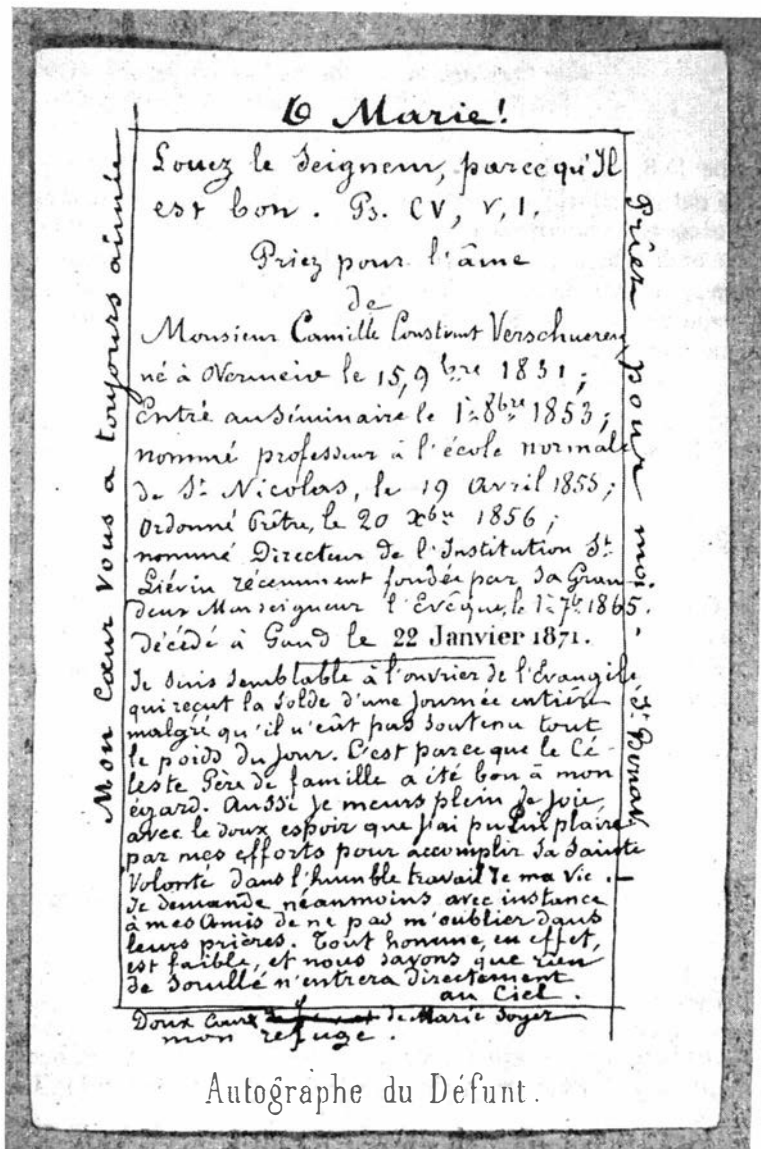 O Marie!
Louez le Seigneur, parce qu'Il
est bon. Ps. CV, V, 1.
Priez pour l'âme
de
Monsieur Camille Constant Verschueren
né à Overmeire le 15, 9bre 1831;
Entré au Séminaire le 1r 8bre 1853;
nommé professeur à l'école normale
de St Nicolas, le 19 Avril 1855;
Ordonné Prêtre, le 20 Xbre 1856;
nommé Directeur de l'Institution St
Liévin récemment fondée par Sa Gran-
deur Monseigneur l'Evêque, le 1r 7b 1865.
Décédé à Gand le 22 Janvier 1871.
Je suis semblable à l'ouvrier de l'Evangile,
qui reçut la solde d'une journée entière
malgré qu'il n'eût pas soutenu tout
le poids du jour. C'est parce que le Cé-
leste Père de famille a été bon à mon
égard. Aussi je meurs plein de joie,
avec le doux espoir que j'ai pu Lui plaire
par mes efforts pour accomplir Sa Sainte
Volonté dans l'humble travail de ma vie.–
Je demande néanmoins avec instance
à mes Amis de ne pas m'oublier dans
leurs prières. Tout homme, en effet,
est faible, et nous savons que rien
de souillé n'entrera directement
au Ciel.
Doux Cœur de Marie Soyez
mon refuge.
Mon Cœur vous a toujours aimée
Priez pour moi. St Bonav
Autographe du Défunt.